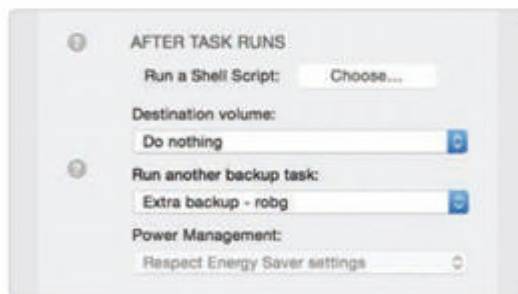 AFTER TASK RUNS
Run a Shell Script: Choose...
Destination volume:
Do nothing
Run another backup task:
Extra backup - robg
Power Management:
Respect Energy Saver settings